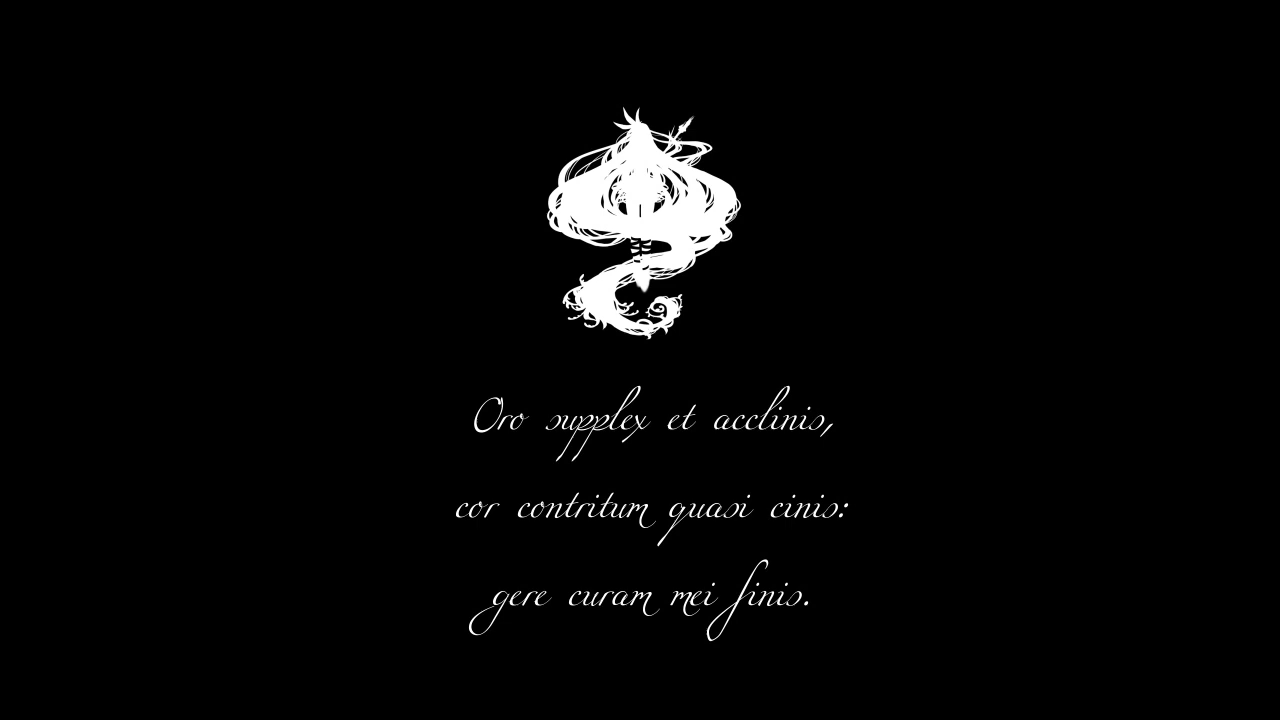 Oro supplex et acclinis,
cor contritum quasi cinis:
gere curam mei finis.